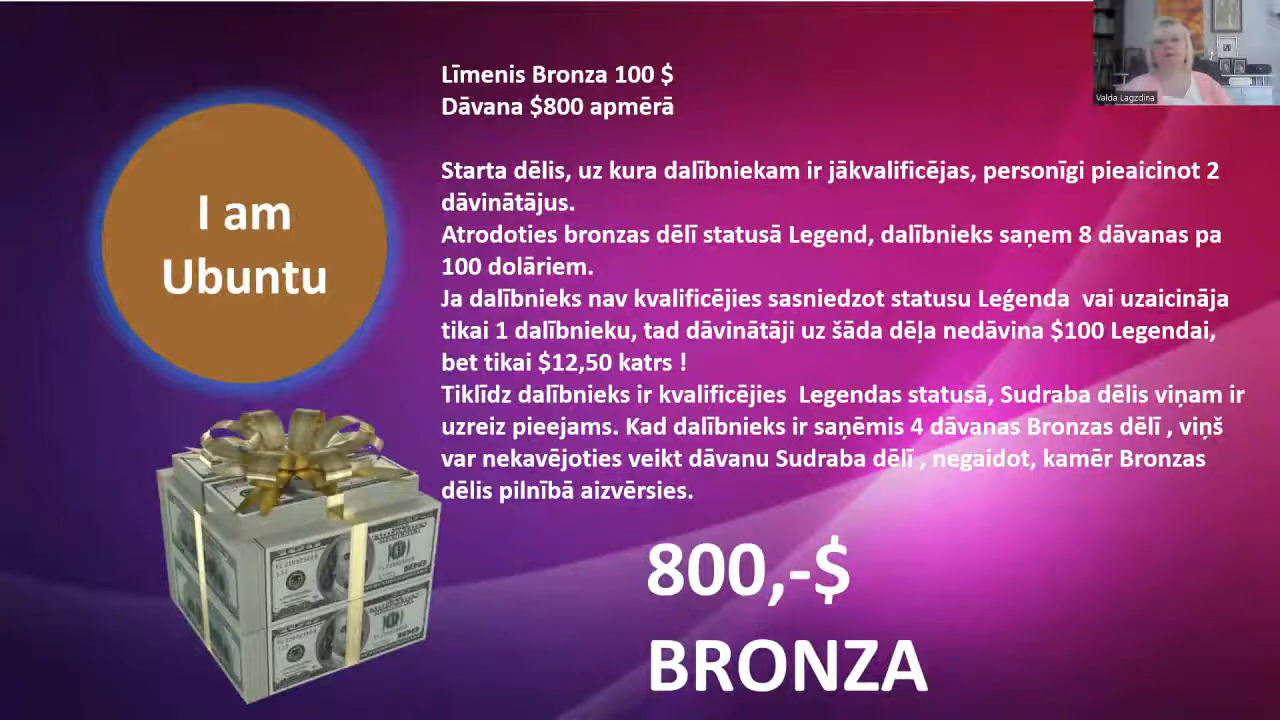 Līmenis Bronza 100 $
Dāvana $800 apmērā
Starta dēlis, uz kura dalībniekam ir jākvalificējas, personīgi pieaicinot 2
dāvinātājus.
Atrodoties bronzas dēlī statusā Legend, dalībnieks saņem 8 dāvanas pa
100 dolāriem.
Ja dalībnieks nav kvalificējies sasniedzot statusu Leģenda vai uzaicināja
tikai 1 dalībnieku, tad dāvinātāji uz šāda dēļa nedāvina $100 Legendai,
bet tikai $12,50 katrs !
Tiklīdz dalībnieks ir kvalificējies Legendas statusā, Sudraba dēlis viņam ir
uzreiz pieejams. Kad dalībnieks ir saņēmis 4 dāvanas Bronzas dēlī , viņš
var nekavējoties veikt dāvanu Sudraba dēlī , negaidot, kamēr Bronzas
dēlis pilnībā aizvērsies.
I am
Ubuntu
800,-$
BRONZA
Valda Lagzdina